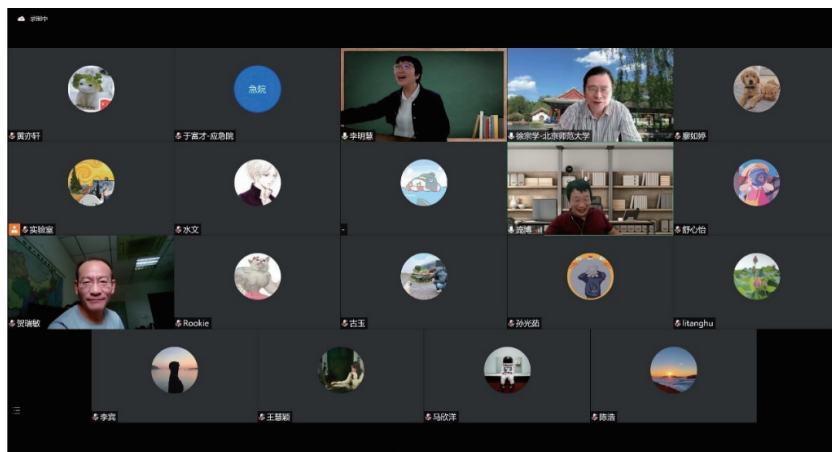 录制中
黄亦轩
急院
于富才-应急院
李明慧
徐宗学-北京师范大学
廖如婷
实验室
水文
-
庞博
舒心怡
贺瑞敏
Rookie
古玉
孙光茹
litanghu
李宾
王慧颖
马欣洋
陈浩